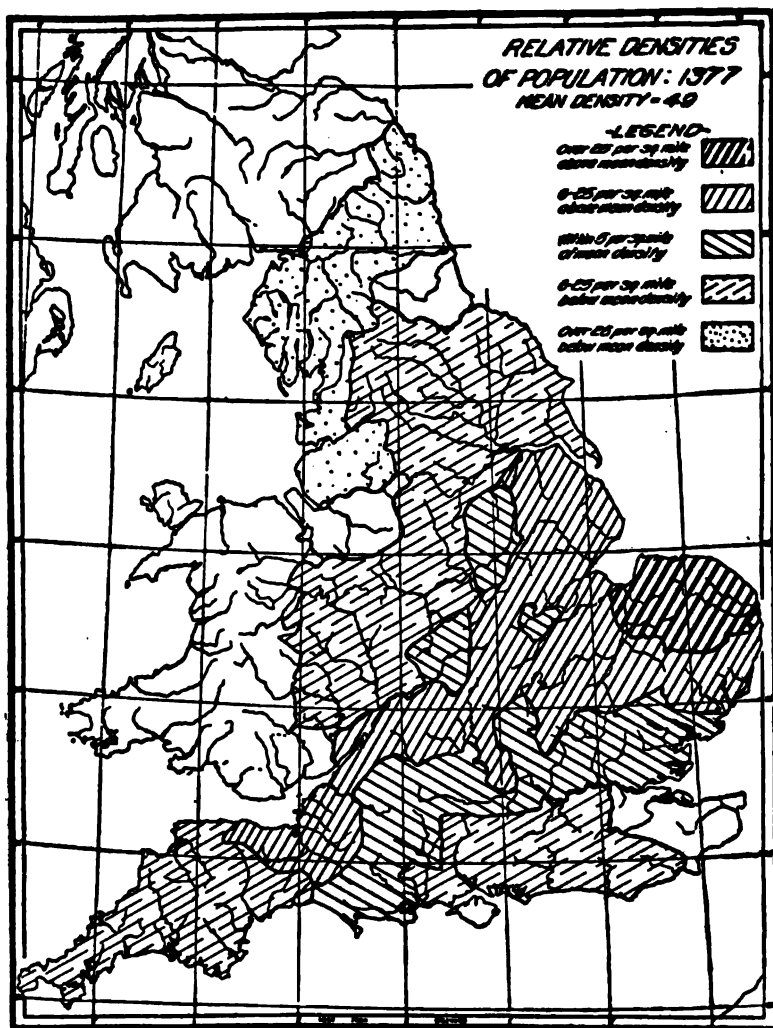 RELATIVE DENSITIES
OF POPULATION: 1377
MEAN DENSITY = 49
-LEGEND-
Over 25 per sq. mile
above mean density
6-25 per sq. mile
above mean density
Within 5 per sq. mile
of mean density
6-25 per sq. mile
below mean density
Over 25 per sq. mile
below mean density